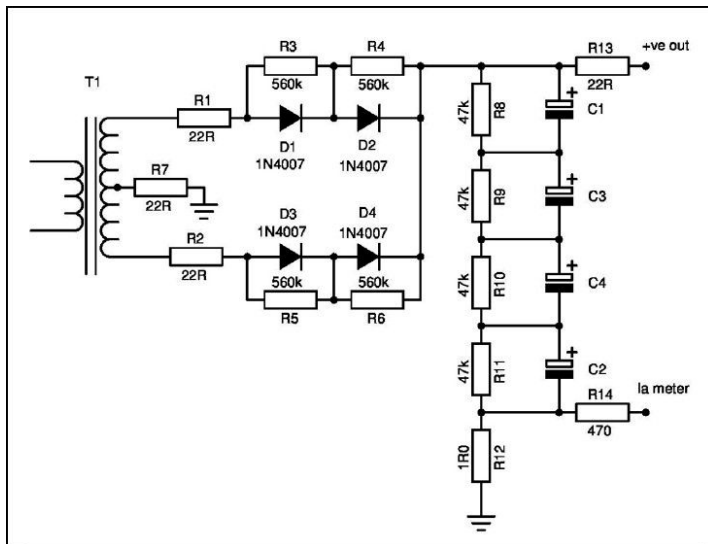 R3
R4
R13
+ve out
560k
560k
22R
T1
R1
22R
D1
1N4007
D2
1N4007
47k
R8
+
C1
R7
22R
47k
R9
+
C3
R2
22R
D3
1N4007
D4
1N4007
560k
560k
R5
R6
47k
R10
+
C4
47k
R11
+
C2
R14
Ia meter
470
1R0
R12